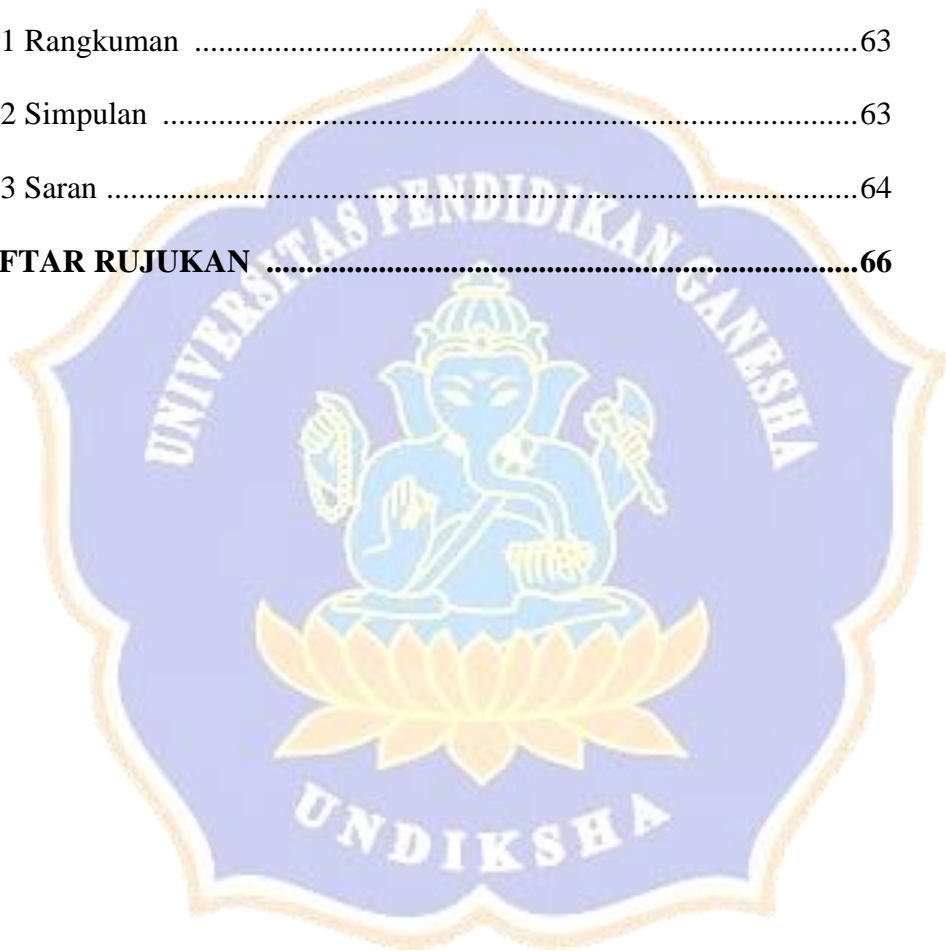 1 Rangkuman ....................................................................................63
2 Simpulan ........................................................................................63
3 Saran ...............................................................................................64
FTAR RUJUKAN ...........................................................................66
UNIVERSITAS PENDIDIKAN GANESHA
UNDIKSHA